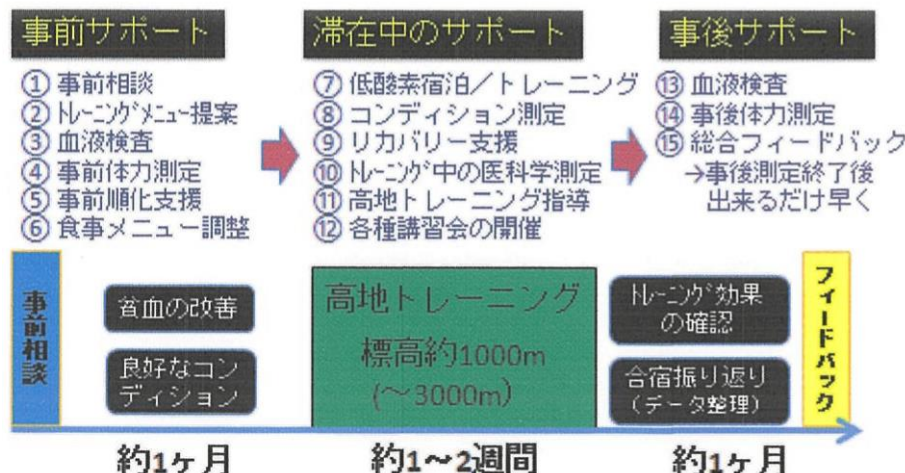 事前サポート
① 事前相談
② トレーニングメニュー提案
③ 血液検査
④ 事前体力測定
⑤ 事前順化支援
⑥ 食事メニュー調整
滞在中のサポート
⑦ 低酸素宿泊／トレーニング
⑧ コンディション測定
⑨ リカバリー支援
⑩ トレーニング中の医科学測定
⑪ 高地トレーニング指導
⑫ 各種講習会の開催
事後サポート
⑬ 血液検査
⑭ 事後体力測定
⑮ 総合フィードバック
→事後測定終了後
出来るだけ早く
事前相談
貧血の改善
良好なコン
ディション
高地トレーニング
標高約1000m
(～3000m)
トレーニング効果
の確認
合宿振り返り
(データ整理)
フィードバック
約1ヶ月
約1～2週間
約1ヶ月